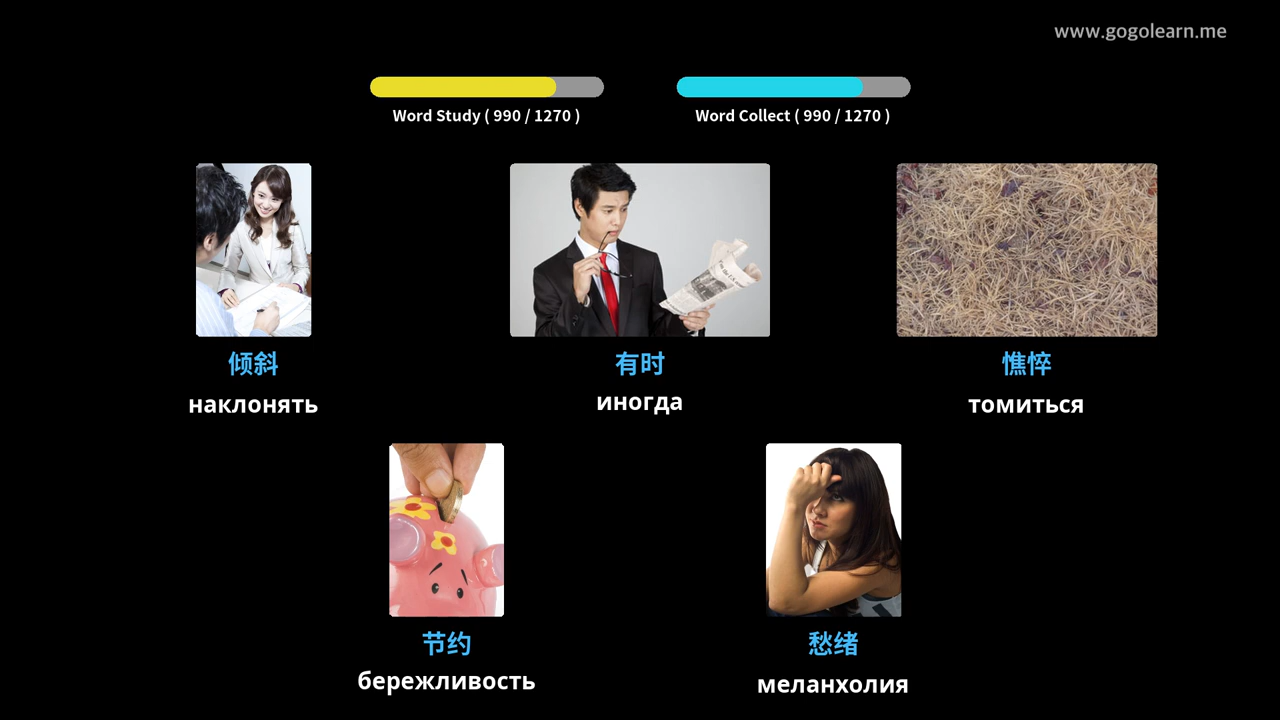 www.gogolearn.me
Word Study ( 990 / 1270 )
Word Collect ( 990 / 1270 )
倾斜
наклонять
有时
иногда
憔悴
томиться
节约
бережливость
愁绪
меланхолия